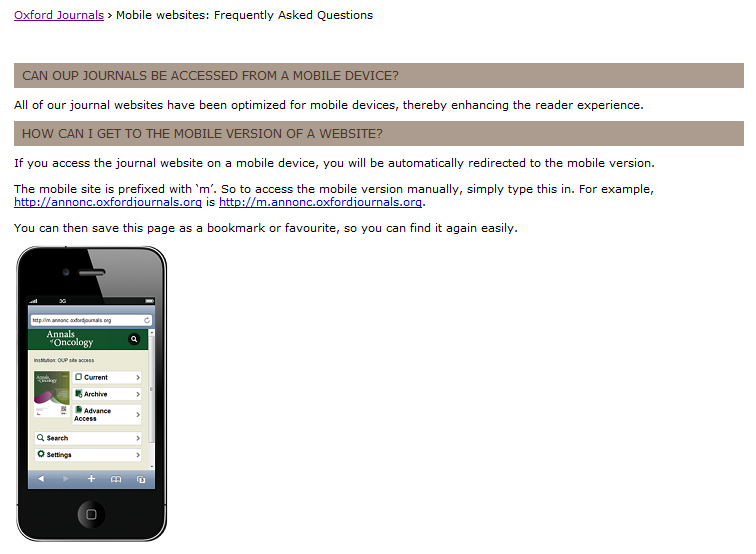 Oxford Journals › Mobile websites: Frequently Asked Questions
CAN OUP JOURNALS BE ACCESSED FROM A MOBILE DEVICE?
All of our journal websites have been optimized for mobile devices, thereby enhancing the reader experience.
HOW CAN I GET TO THE MOBILE VERSION OF A WEBSITE?
If you access the journal website on a mobile device, you will be automatically redirected to the mobile version.
The mobile site is prefixed with ‘m’. So to access the mobile version manually, simply type this in. For example,
http://annonc.oxfordjournals.org is http://m.annonc.oxfordjournals.org.
You can then save this page as a bookmark or favourite, so you can find it again easily.
3G
http://m.annonc.oxfordjournals.org
Annals
of Oncology
Institution: OUP site access
Current
Archive
Advance
Access
Search
Settings